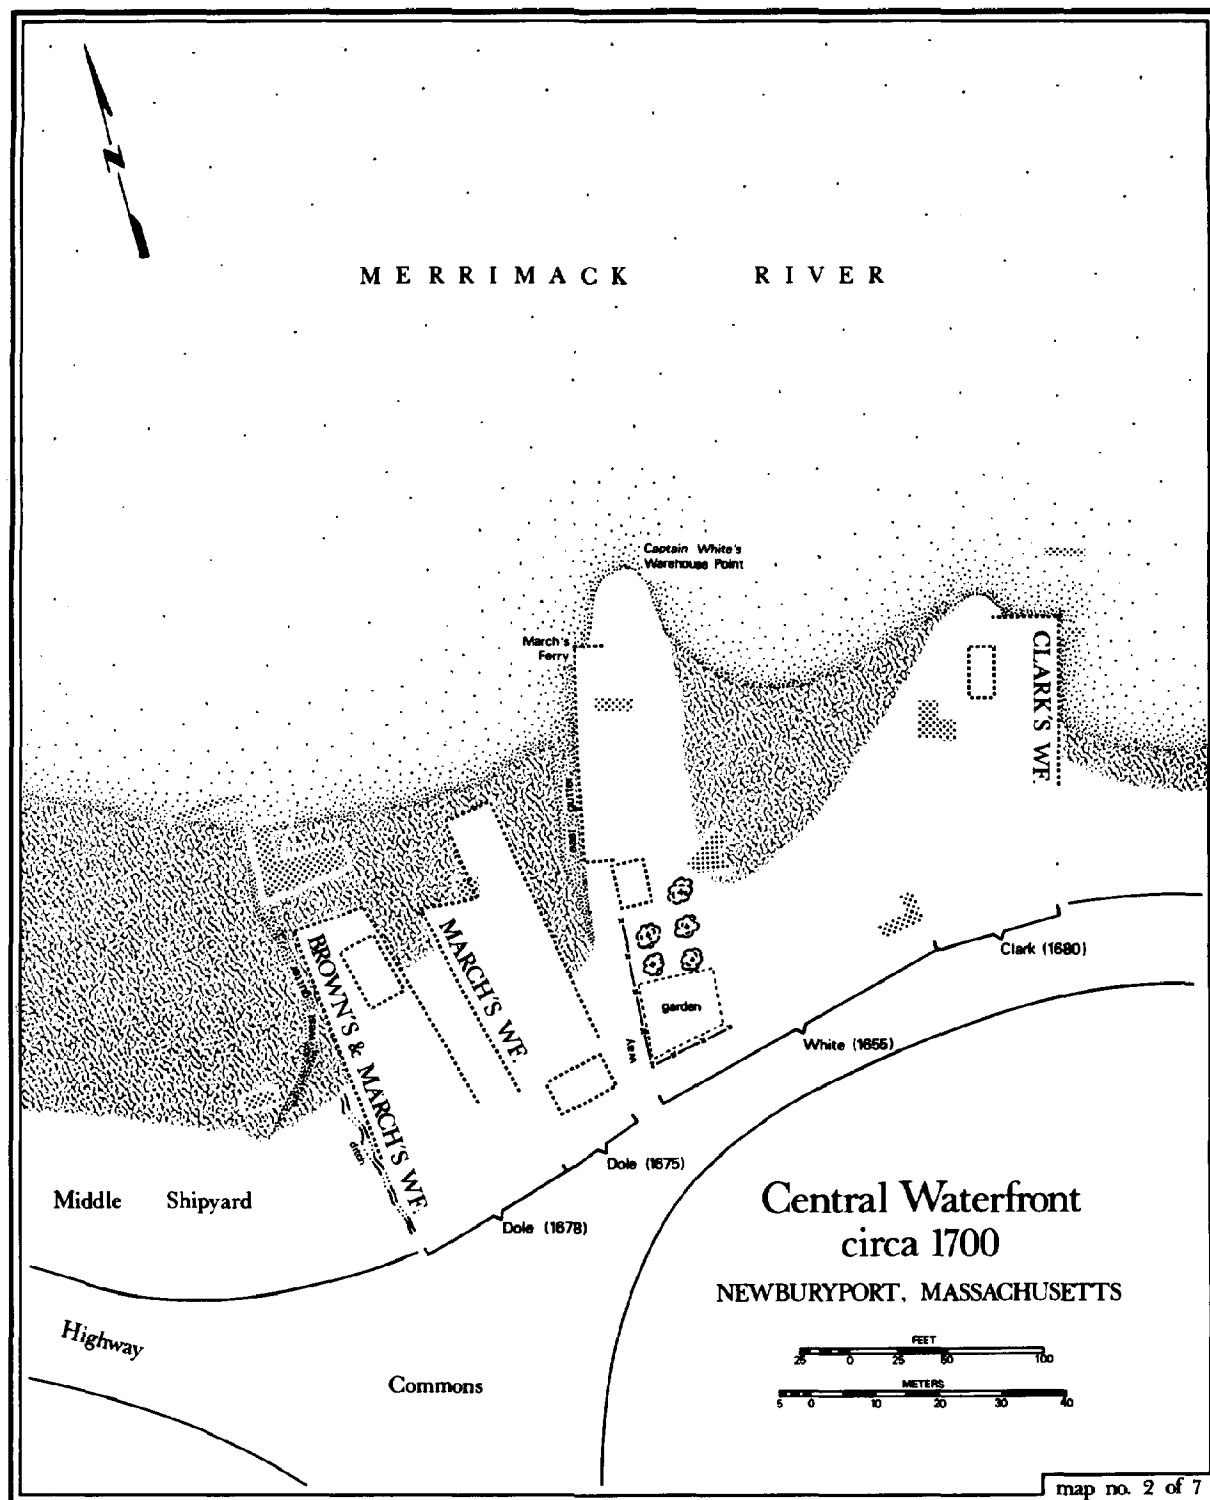 N
MERRIMACK RIVER
Captain White's
Warehouse Point
March's
Ferry
CLARK'S WF.
MARCH'S WF.
BROWN'S & MARCH'S WF.
garden
Way
ditch
Clark (1680)
White (1655)
Dole (1675)
Dole (1678)
Middle Shipyard
Highway
Commons
Central Waterfront
circa 1700
NEWBURYPORT, MASSACHUSETTS
FEET
25 0 25 50 100
METERS
5 0 10 20 30 40
map no. 2 of 7